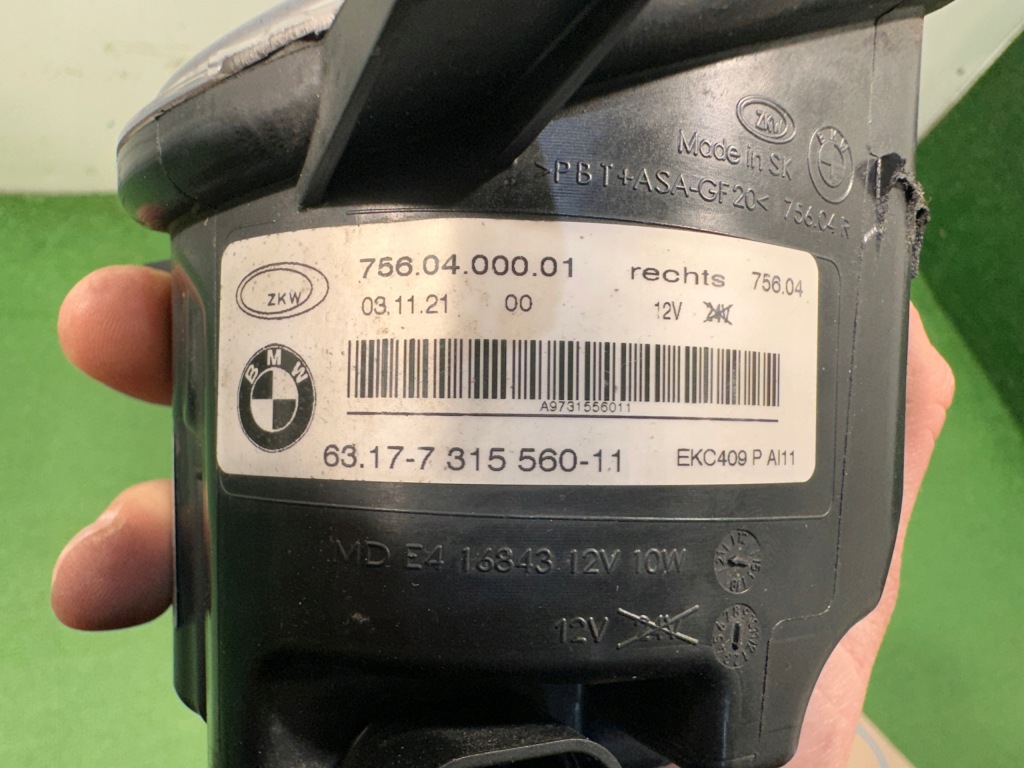 ZKW
Made in SK
>PBT+ASA-GF20< 756.04 R
756.04.000.01 rechts 756.04
ZKW
03.11.21 00 12V 24V
BMW
A9731556011
63.17-7 315 560-11 EKC409 P AI11
MD E4 16843 12V 10W
12V 24V